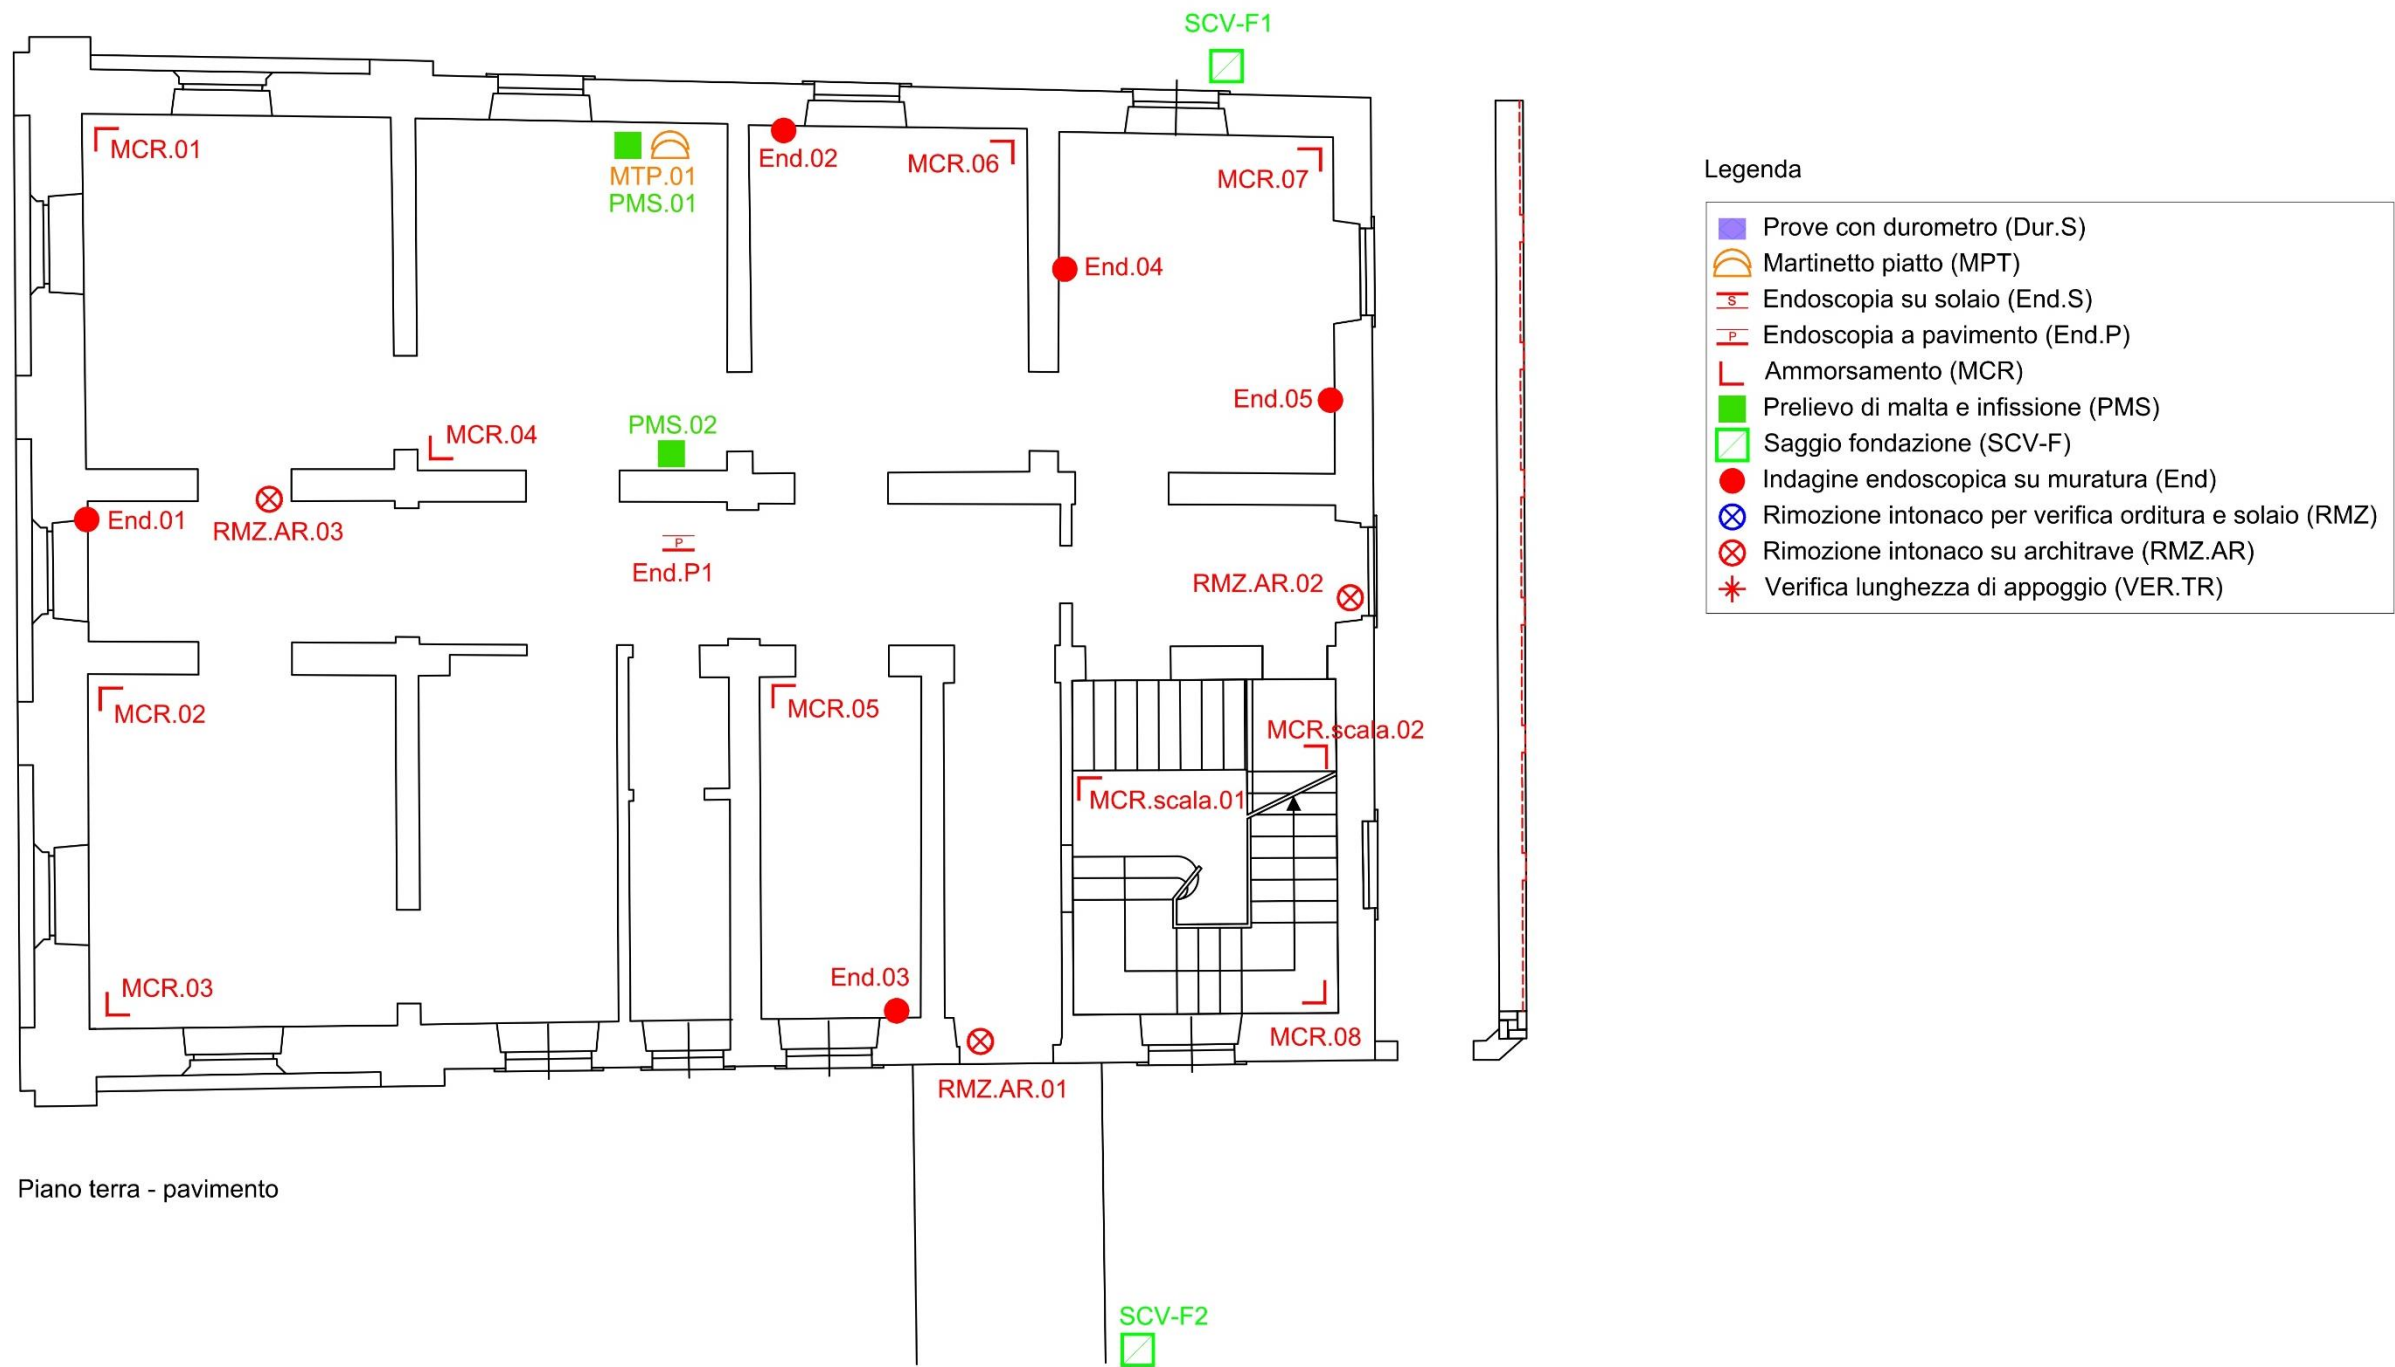 SCV-F1
MCR.01
MTP.01
PMS.01
End.02
MCR.06
MCR.07
End.04
End.05
PMS.02
MCR.04
End.01
RMZ.AR.03
P
End.P1
RMZ.AR.02
MCR.02
MCR.05
MCR.scala.02
MCR.scala.01
MCR.03
End.03
MCR.08
RMZ.AR.01
Piano terra - pavimento
SCV-F2
Legenda
Prove con durometro (Dur.S)
Martinetto piatto (MPT)
S Endoscopia su solaio (End.S)
P Endoscopia a pavimento (End.P)
Ammorsamento (MCR)
Prelievo di malta e infissione (PMS)
Saggio fondazione (SCV-F)
Indagine endoscopica su muratura (End)
Rimozione intonaco per verifica orditura e solaio (RMZ)
Rimozione intonaco su architrave (RMZ.AR)
Verifica lunghezza di appoggio (VER.TR)